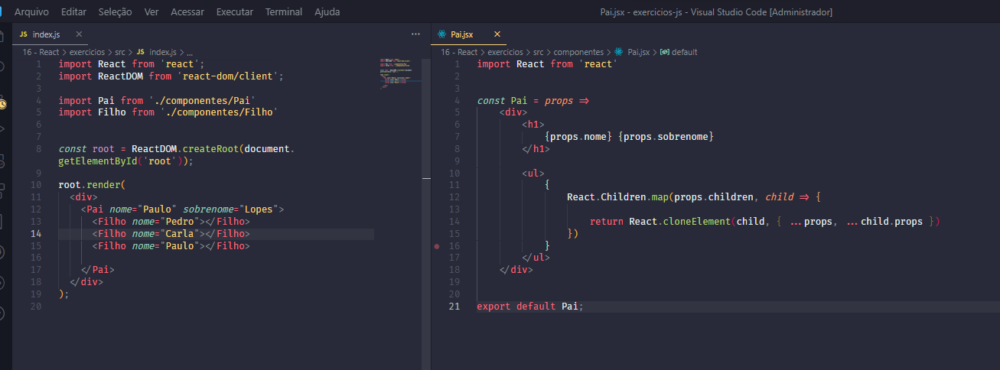 Arquivo Editar Seleção Ver Acessar Executar Terminal Ajuda
Pai.jsx - exercicios-js - Visual Studio Code [Administrador]
JS index.js × ...
16 - React > exercicios > src > JS index.js > ...
1 import React from 'react';
2 import ReactDOM from 'react-dom/client';
3
4 import Pai from './componentes/Pai'
5 import Filho from './componentes/Filho'
6
7
8 const root = ReactDOM.createRoot(document.
getElementById('root'));
9
10 root.render(
11 <div>
12 <Pai nome="Paulo" sobrenome="Lopes">
13 <Filho nome="Pedro"></Filho>
14 <Filho nome="Carla"></Filho>
15 <Filho nome="Paulo"></Filho>
16
17 </Pai>
18 </div>
19 );
20
Pai.jsx ×
16 - React > exercicios > src > componentes > Pai.jsx > default
1 import React from 'react'
2
3
4 const Pai = props =>
5 <div>
6 <h1>
7 {props.nome} {props.sobrenome}
8 </h1>
9
10 <ul>
11 {
12 React.Children.map(props.children, child => {
13
14 return React.cloneElement(child, { ...props, ...child.props })
15 })
16 }
17 </ul>
18 </div>
19
20
21 export default Pai;